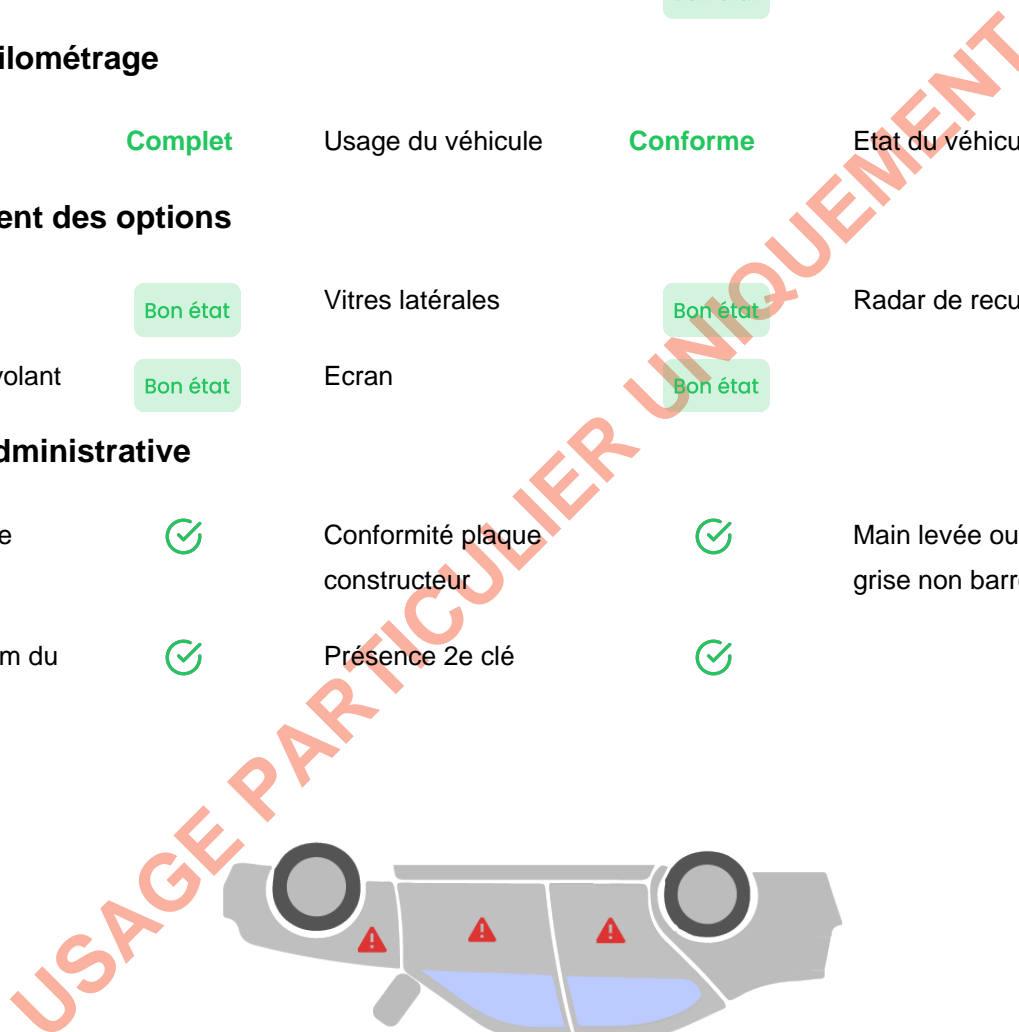 ilométrage
Complet Usage du véhicule Conforme Etat du véhicu
ent des options
Bon état Vitres latérales Bon état Radar de recu
volant Bon état Ecran Bon état
dministrative
e Conformité plaque Main levée ou
constructeur grise non barr
m du Présence 2e clé
USAGE PARTICULIER UNIQUEMENT